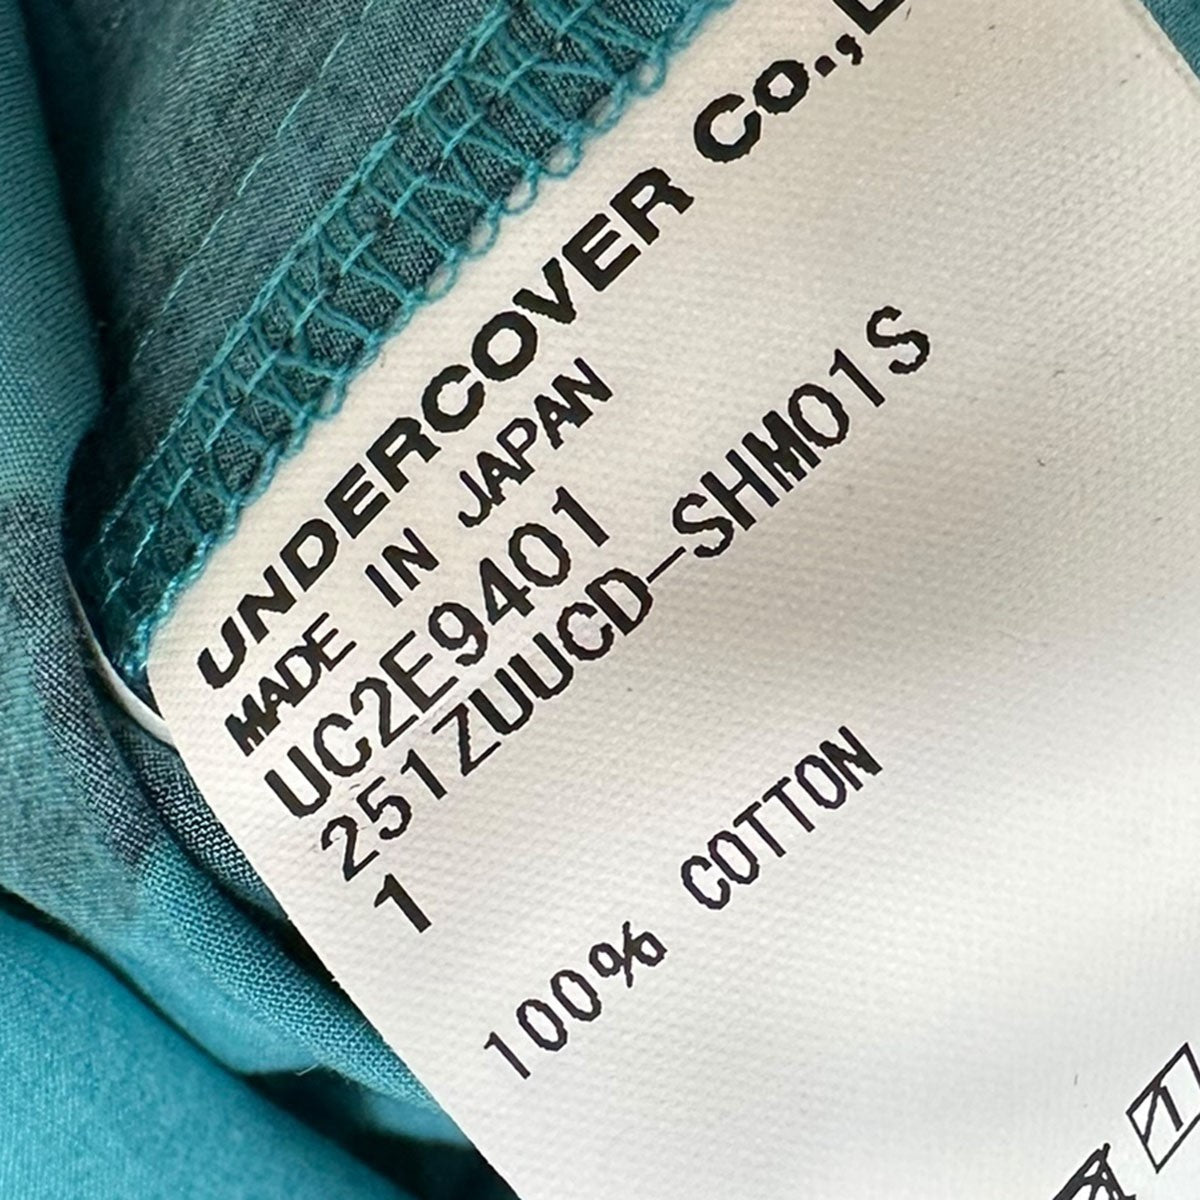 UNDERCOVER Co.,
MADE IN JAPAN
UC2E9401
251ZUUCD-SHM01S
1
100% COTTON